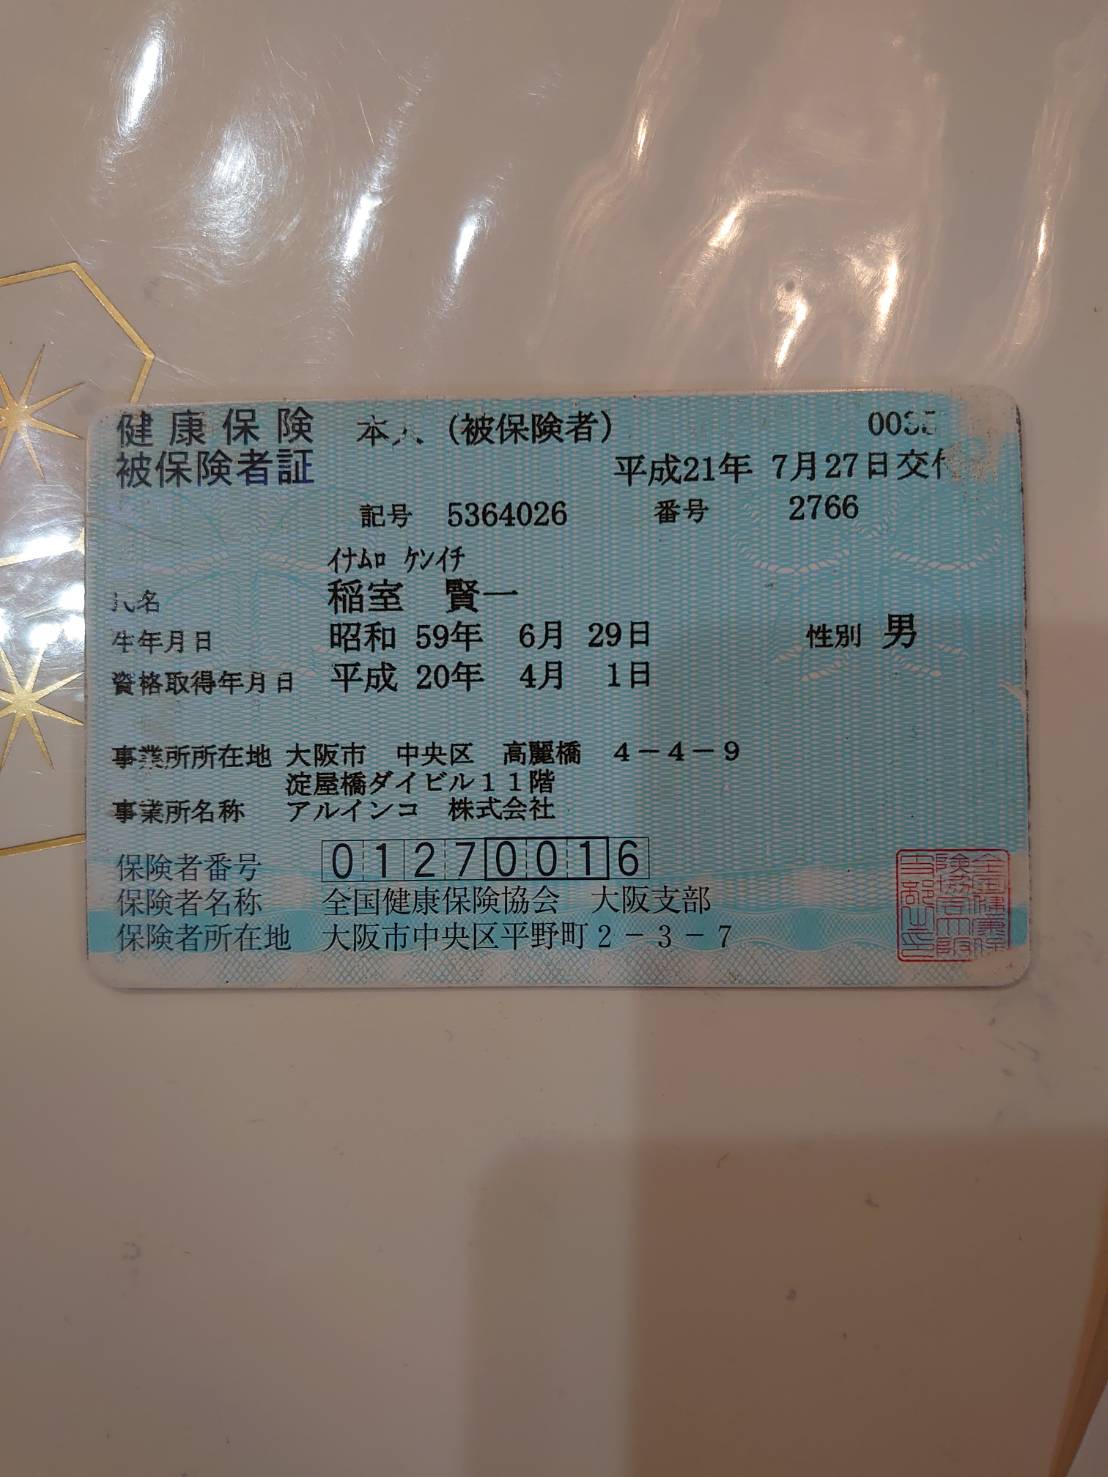 健康保険 本人 (被保険者)
被保険者証 平成21年 7月27日交付
記号 5364026 番号 2766
イナムロ ケンイチ
氏名 稲室 賢一
生年月日 昭和 59年 6月 29日 性別 男
資格取得年月日 平成 20年 4月 1日
事業所所在地 大阪市 中央区 高麗橋 4-4-9
淀屋橋ダイビル11階
事業所名称 アルインコ 株式会社
保険者番号 01270016
保険者名称 全国健康保険協会 大阪支部
保険者所在地 大阪市中央区平野町2-3-7